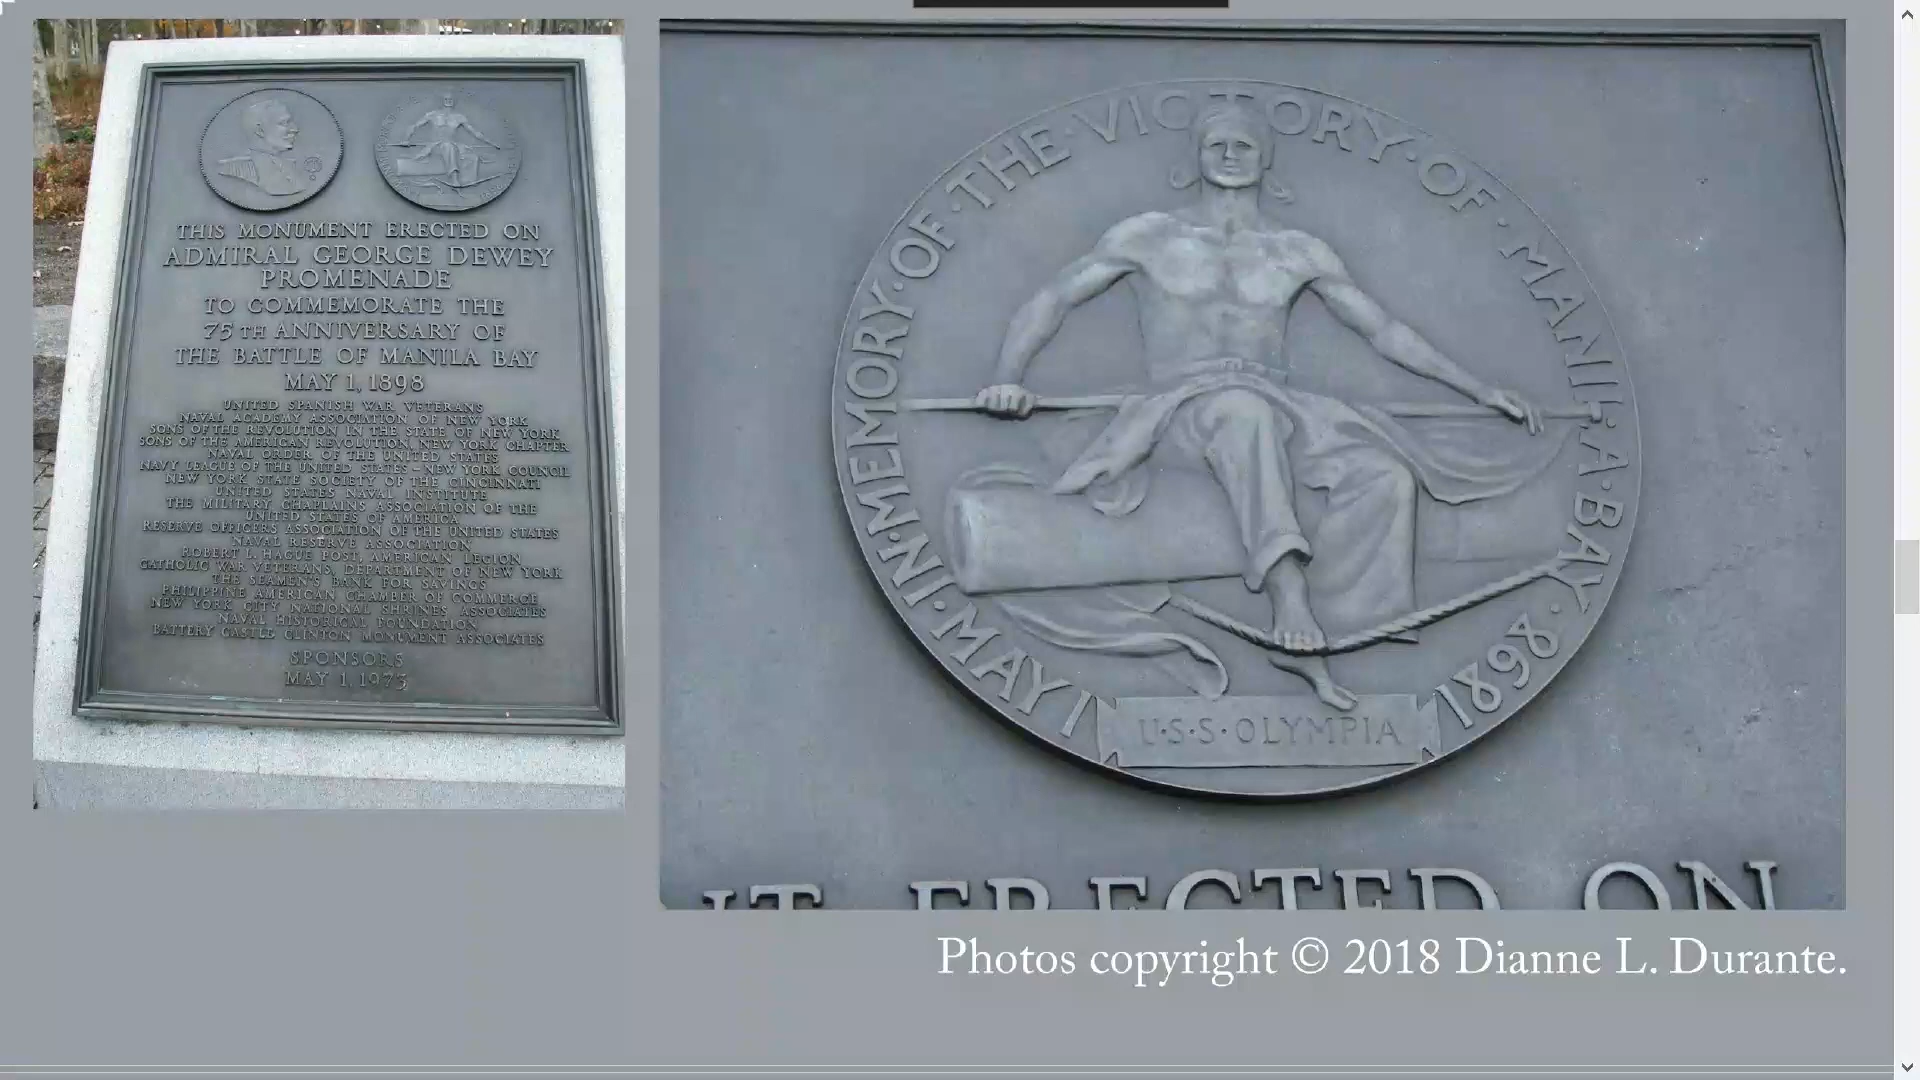 THIS MONUMENT ERECTED ON
ADMIRAL GEORGE DEWEY
PROMENADE
TO COMMEMORATE THE
75TH ANNIVERSARY OF
THE BATTLE OF MANILA BAY
MAY 1, 1898
UNITED SPANISH WAR VETERANS
NAVAL ACADEMY ASSOCIATION OF NEW YORK
SONS OF THE REVOLUTION IN THE STATE OF NEW YORK
SONS OF THE AMERICAN REVOLUTION, NEW YORK CHAPTER
NAVAL ORDER OF THE UNITED STATES
NAVY LEAGUE OF THE UNITED STATES - NEW YORK COUNCIL
NEW YORK STATE SOCIETY OF THE CINCINNATI
UNITED STATES NAVAL INSTITUTE
THE MILITARY CHAPLAINS ASSOCIATION OF THE
UNITED STATES OF AMERICA
RESERVE OFFICERS ASSOCIATION OF THE UNITED STATES
NAVAL RESERVE ASSOCIATION
ROBERT L. HAGUE POST, AMERICAN LEGION
CATHOLIC WAR VETERANS, DEPARTMENT OF NEW YORK
THE SEAMEN'S BANK FOR SAVINGS
PHILIPPINE AMERICAN CHAMBER OF COMMERCE
NEW YORK CITY NATIONAL SHRINES ASSOCIATES
NAVAL HISTORICAL FOUNDATION
BATTERY CASTLE CLINTON MONUMENT ASSOCIATES
SPONSORS
MAY 1, 1973
IN·MEMORY·OF·THE·VICTORY·OF·MANILA·BAY·
MAY 1 1898
U·S·S·OLYMPIA
IT ERECTED ON
Photos copyright © 2018 Dianne L. Durante.